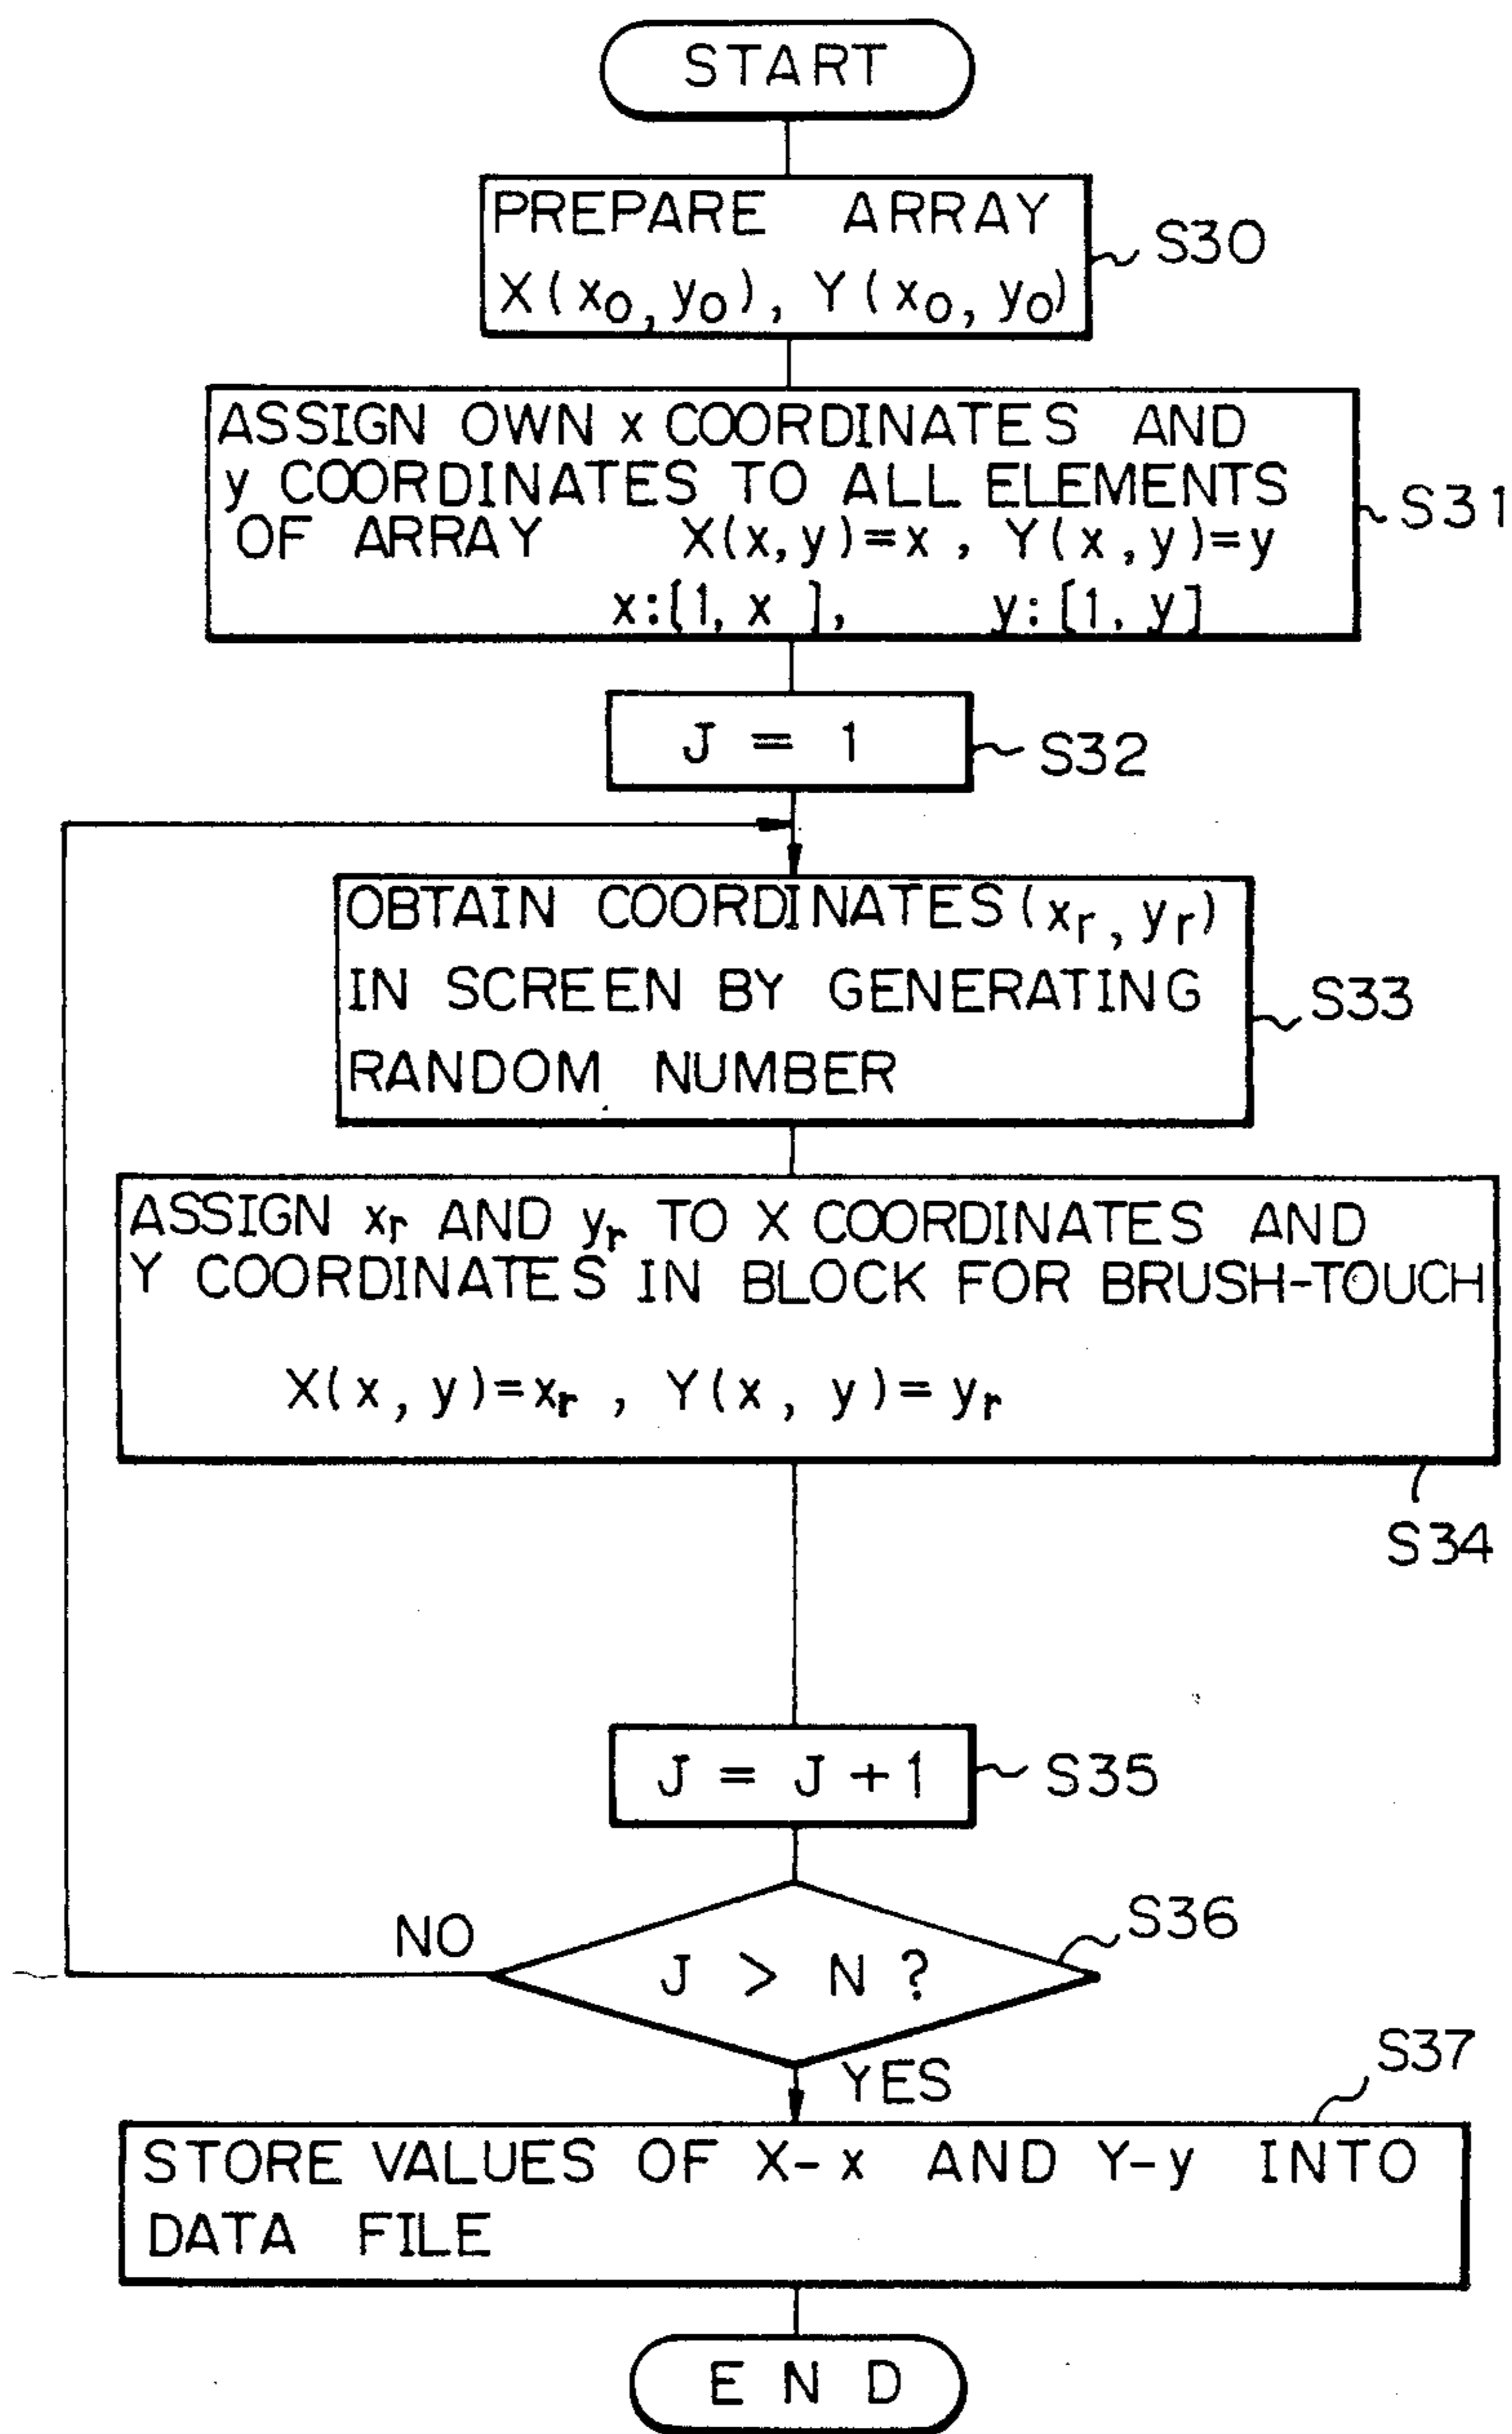 START
PREPARE ARRAY
X(x₀,y₀), Y(x₀,y₀)
S30
ASSIGN OWN x COORDINATES AND
y COORDINATES TO ALL ELEMENTS
OF ARRAY X(x,y)=x, Y(x,y)=y
x:[1, x ], y:[1, y]
S31
J = 1
S32
OBTAIN COORDINATES(xᵣ,yᵣ)
IN SCREEN BY GENERATING
RANDOM NUMBER
S33
ASSIGN xᵣ AND yᵣ TO X COORDINATES AND
Y COORDINATES IN BLOCK FOR BRUSH-TOUCH
X(x, y)=xᵣ , Y(x, y)= yᵣ
S34
J = J +1
S35
J > N ?
S36
NO
YES
S37
STORE VALUES OF X-x AND Y-y INTO
DATA FILE
END